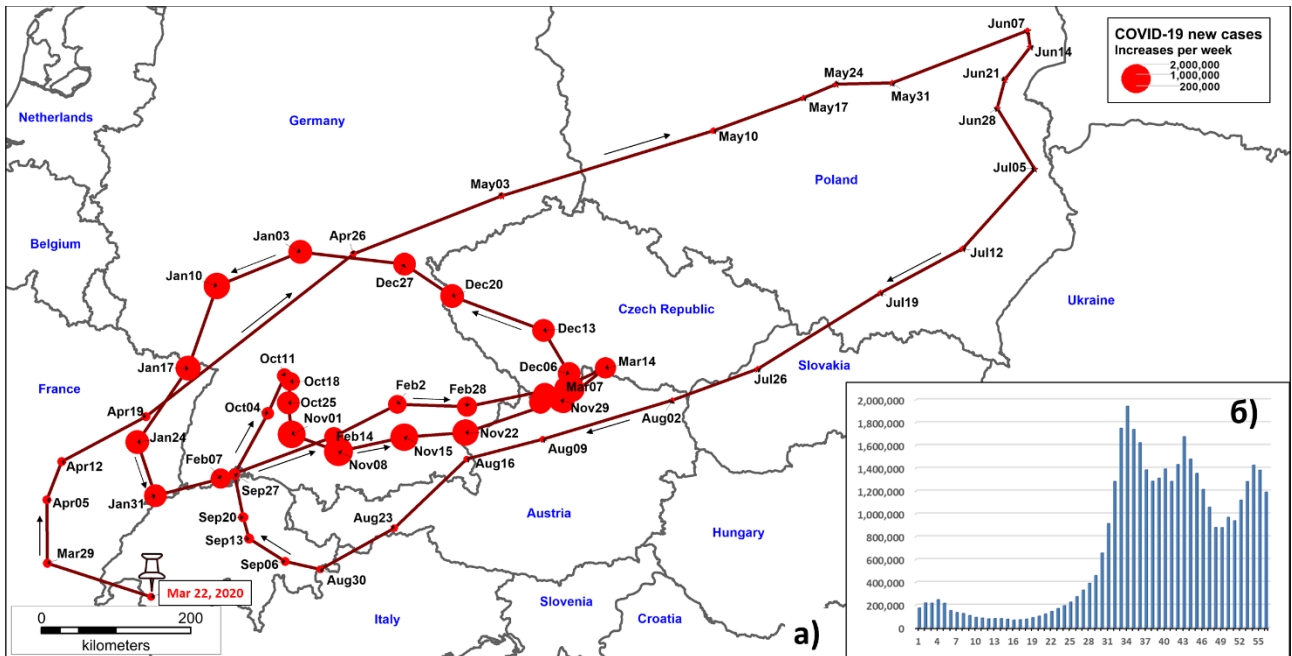 Jun07
COVID-19 new cases
Increases per week
2,000,000
1,000,000
200,000
Jun14
May24
Jun21
May31
May17
Netherlands
Germany
Jun28
May10
Jul05
Poland
May03
Belgium
Jan03
Apr26
Jan10
Dec27
Jul12
Dec20
Jul19
Ukraine
Czech Republic
Dec13
Oct11
Mar14
Jan17
Dec06
Slovakia
Oct18
Jul26
France
Feb2
Feb28
Mar07
Oct25
Nov29
Oct04
Apr19
Nov01
Aug02
Jan24
Feb14
Nov22
Nov15
Aug09
Feb07
Nov08
Apr12
Aug16
Sep27
Jan31
Apr05
Sep20
Aug23
Austria
Sep13
Hungary
Mar29
Sep06
Aug30
Mar 22, 2020
Slovenia
0
200
kilometers
Italy
Croatia
а)
б)
2,000,000
1,800,000
1,600,000
1,400,000
1,200,000
1,000,000
800,000
600,000
400,000
200,000
0
1 4 7 10 13 16 19 22 25 28 31 34 37 40 43 46 49 52 55